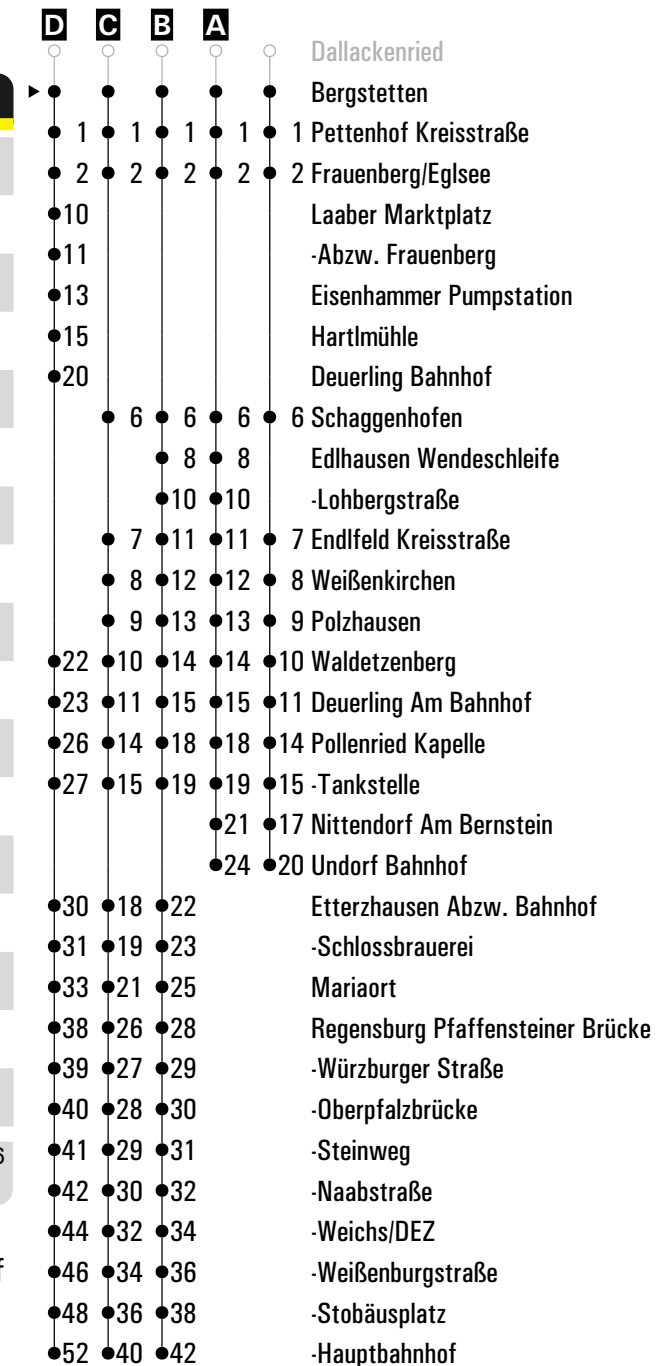 D C B A
Dallackenried
Bergstetten
1 1 1 1 1 Pettenhof Kreisstraße
2 2 2 2 2 Frauenberg/Eglsee
10 Laaber Marktplatz
11 -Abzw. Frauenberg
13 Eisenhammer Pumpstation
15 Hartlmühle
20 Deuerling Bahnhof
6 6 6 6 Schaggenhofen
8 8 Edlhausen Wendeschleife
10 10 -Lohbergstraße
7 11 11 7 Endlfeld Kreisstraße
8 12 12 8 Weißenkirchen
9 13 13 9 Polzhausen
22 10 14 14 10 Waldetzenberg
23 11 15 15 11 Deuerling Am Bahnhof
26 14 18 18 14 Pollenried Kapelle
27 15 19 19 15 -Tankstelle
21 17 Nittendorf Am Bernstein
24 20 Undorf Bahnhof
30 18 22 Etterzhausen Abzw. Bahnhof
31 19 23 -Schlossbrauerei
33 21 25 Mariaort
38 26 28 Regensburg Pfaffensteiner Brücke
39 27 29 -Würzburger Straße
40 28 30 -Oberpfalzbrücke
41 29 31 -Steinweg
42 30 32 -Naabstraße
44 32 34 -Weichs/DEZ
46 34 36 -Weißenburgstraße
48 36 38 -Stobäusplatz
52 40 42 -Hauptbahnhof